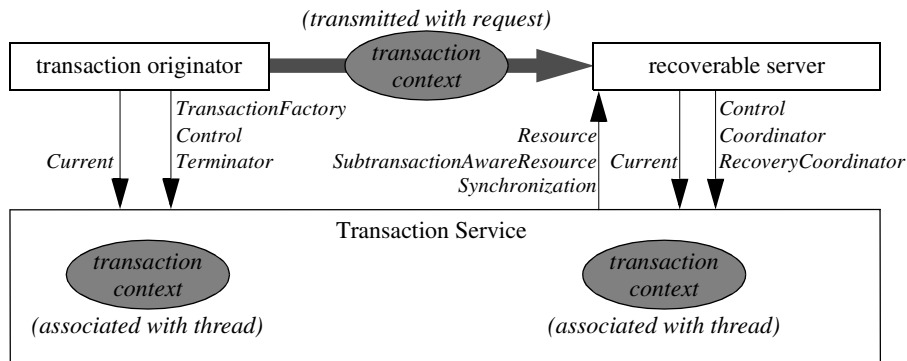 (transmitted with request)
transaction originator
transaction
context
recoverable server
TransactionFactory
Control
Current
Terminator
Resource
SubtransactionAwareResource
Synchronization
Current
Control
Coordinator
RecoveryCoordinator
Transaction Service
transaction
context
(associated with thread)
transaction
context
(associated with thread)